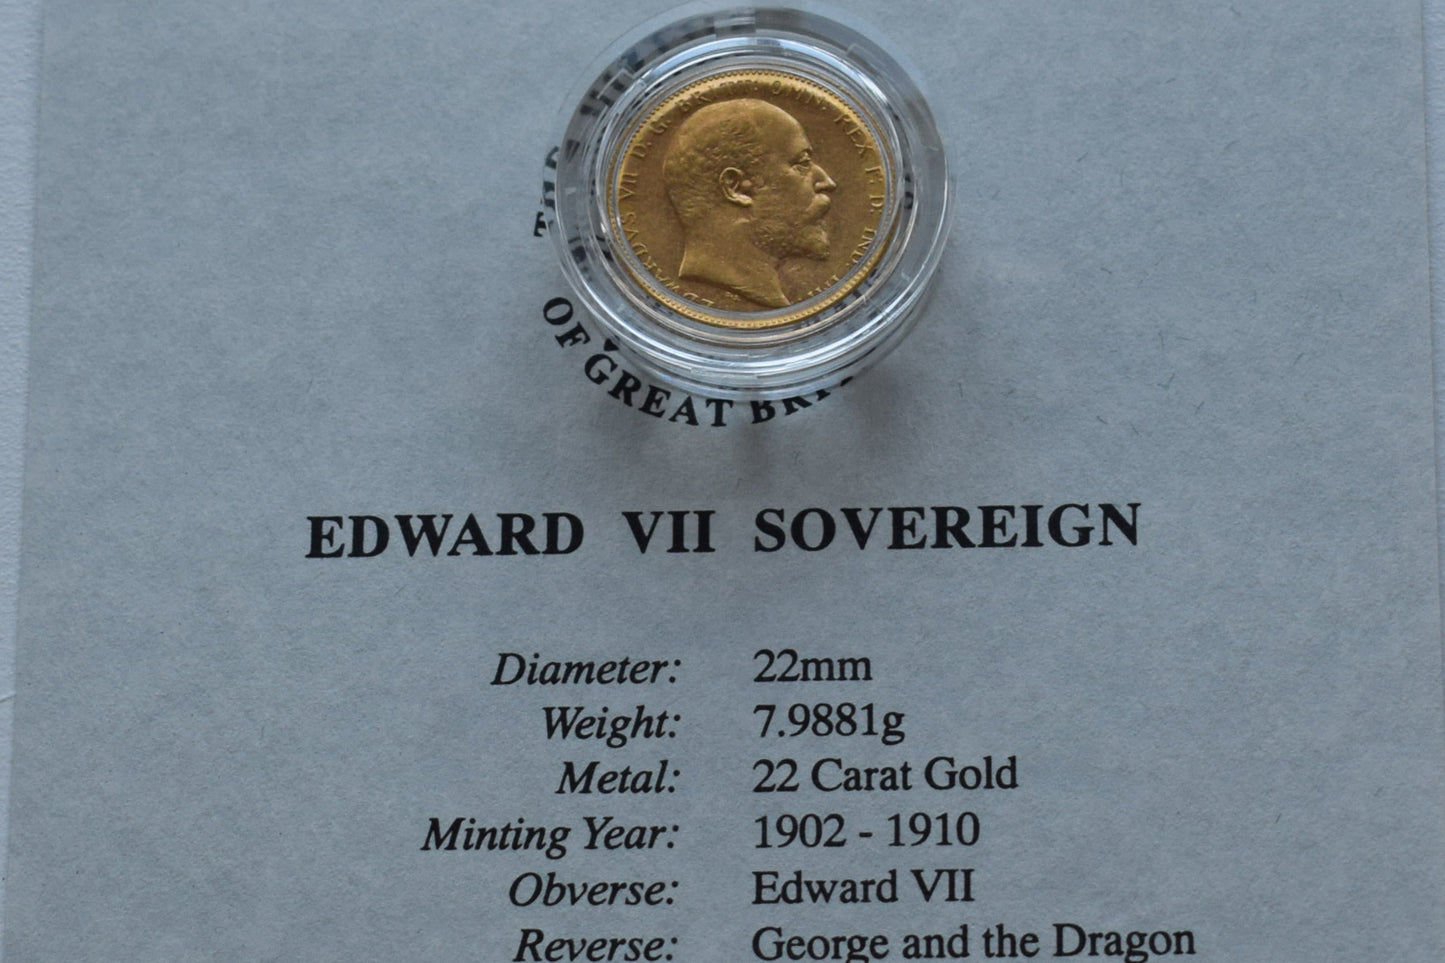 EDWARDVS VII D. G. BRITT: OMN: REX F: D: IND: IMP:
THE
OF GREAT
EDWARD VII SOVEREIGN
Diameter: 22mm
Weight: 7.9881g
Metal: 22 Carat Gold
Minting Year: 1902 - 1910
Obverse: Edward VII
Reverse: George and the Dragon